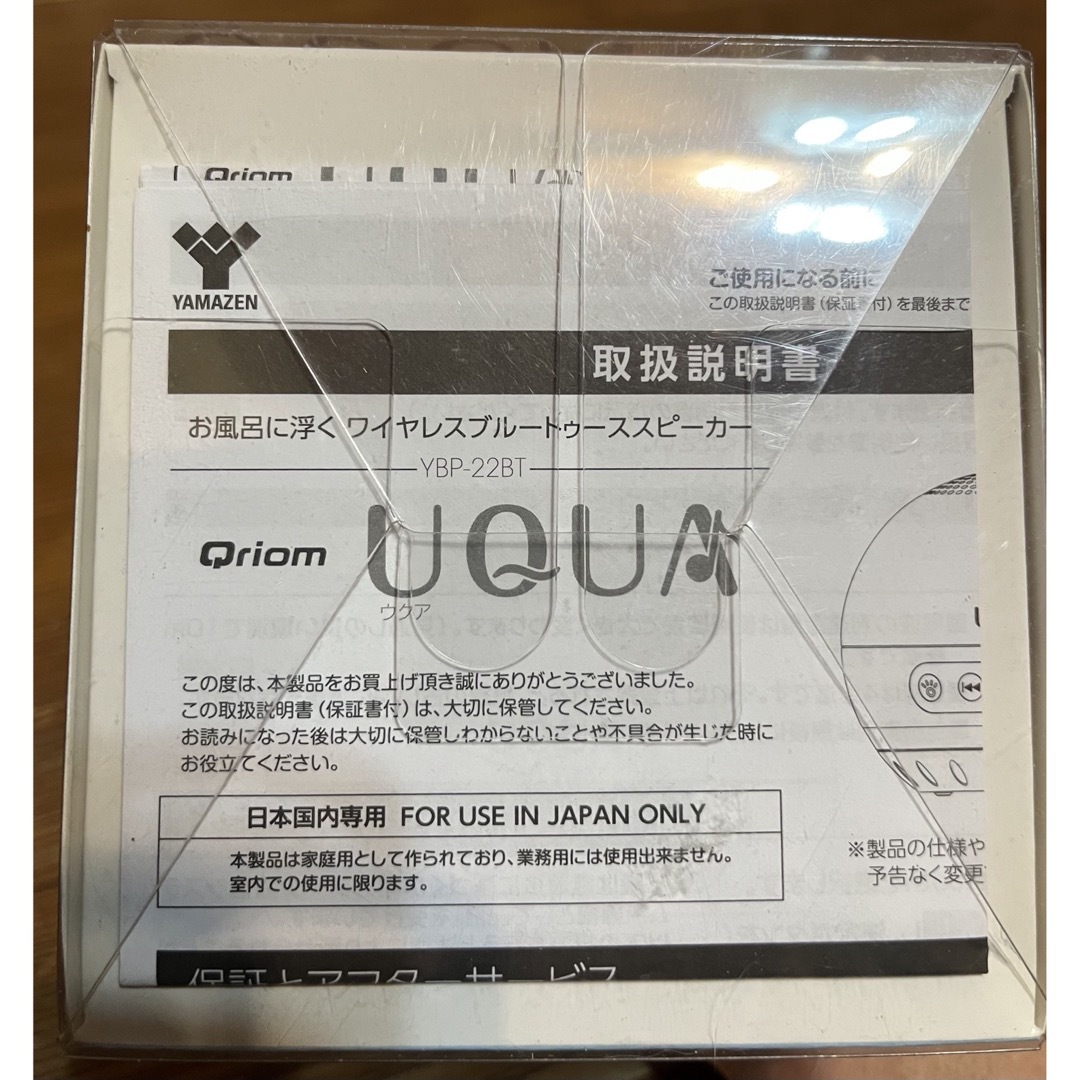 Qriom
YAMAZEN
ご使用になる前に
この取扱説明書(保証書付)を最後まで
取扱説明書
お風呂に浮く ワイヤレスブルートゥーススピーカー
YBP-22BT
Qriom UQUA
ウクア
この度は、本製品をお買上げ頂き誠にありがとうございました。
この取扱説明書(保証書付)は、大切に保管してください。
お読みになった後は大切に保管しわからないことや不具合が生じた時に
お役立てください。
日本国内専用 FOR USE IN JAPAN ONLY
本製品は家庭用として作られており、業務用には使用出来ません。
室内での使用に限ります。
※製品の仕様や
予告なく変更
保証とアフターサービス